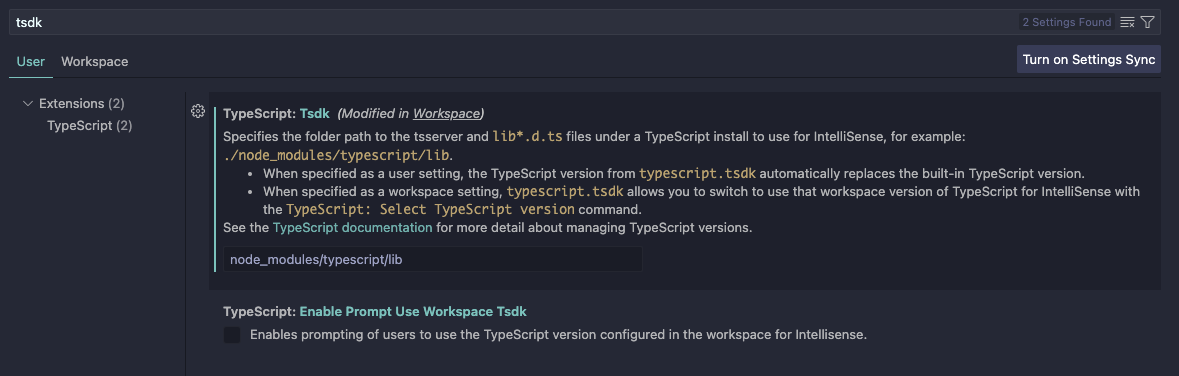 tsdk
2 Settings Found
User Workspace
Turn on Settings Sync
Extensions (2)
TypeScript (2)
TypeScript: Tsdk (Modified in Workspace)
Specifies the folder path to the tsserver and lib*.d.ts files under a TypeScript install to use for IntelliSense, for example:
./node_modules/typescript/lib.
• When specified as a user setting, the TypeScript version from typescript.tsdk automatically replaces the built-in TypeScript version.
• When specified as a workspace setting, typescript.tsdk allows you to switch to use that workspace version of TypeScript for IntelliSense with
the TypeScript: Select TypeScript version command.
See the TypeScript documentation for more detail about managing TypeScript versions.
node_modules/typescript/lib
TypeScript: Enable Prompt Use Workspace Tsdk
Enables prompting of users to use the TypeScript version configured in the workspace for Intellisense.